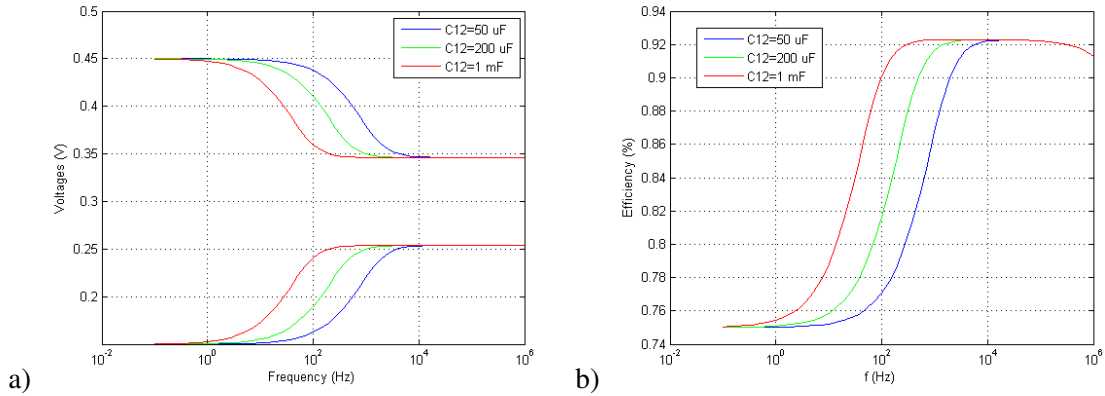 C12=50 uF
C12=200 uF
C12=1 mF
0.5
0.45
0.4
0.35
0.3
0.25
0.2
Voltages (V)
10^-2 10^0 10^2 10^4 10^6
Frequency (Hz)
a)
C12=50 uF
C12=200 uF
C12=1 mF
0.94
0.92
0.9
0.88
0.86
0.84
0.82
0.8
0.78
0.76
0.74
Efficiency (%)
10^-2 10^0 10^2 10^4 10^6
f (Hz)
b)